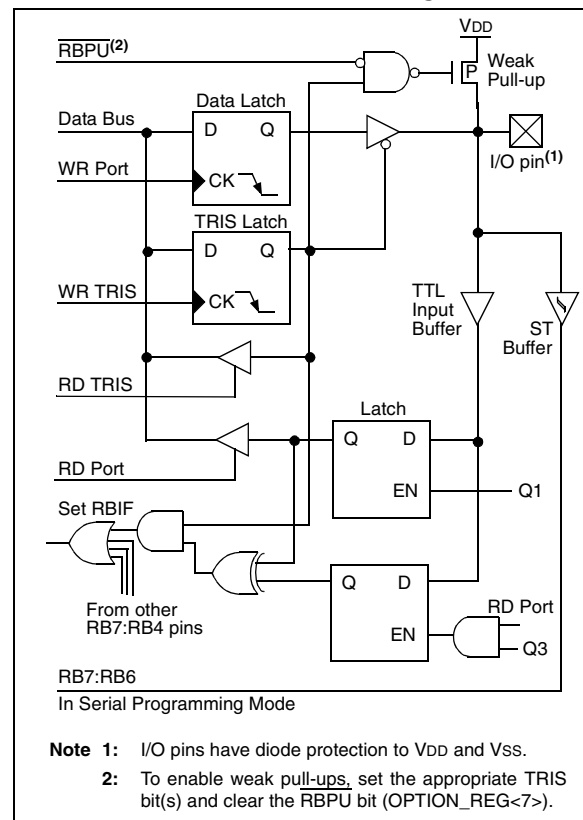 VDD
RBPU(2)
P
Weak
Pull-up
Data Latch
Data Bus
D
Q
I/O pin(1)
WR Port
CK
TRIS Latch
D
Q
WR TRIS
CK
TTL
Input
Buffer
ST
Buffer
RD TRIS
Latch
Q
D
RD Port
EN
Q1
Set RBIF
Q
D
RD Port
From other
RB7:RB4 pins
EN
Q3
RB7:RB6
In Serial Programming Mode
Note 1: I/O pins have diode protection to VDD and VSS.
2: To enable weak pull-ups, set the appropriate TRIS
bit(s) and clear the RBPU bit (OPTION_REG<7>).